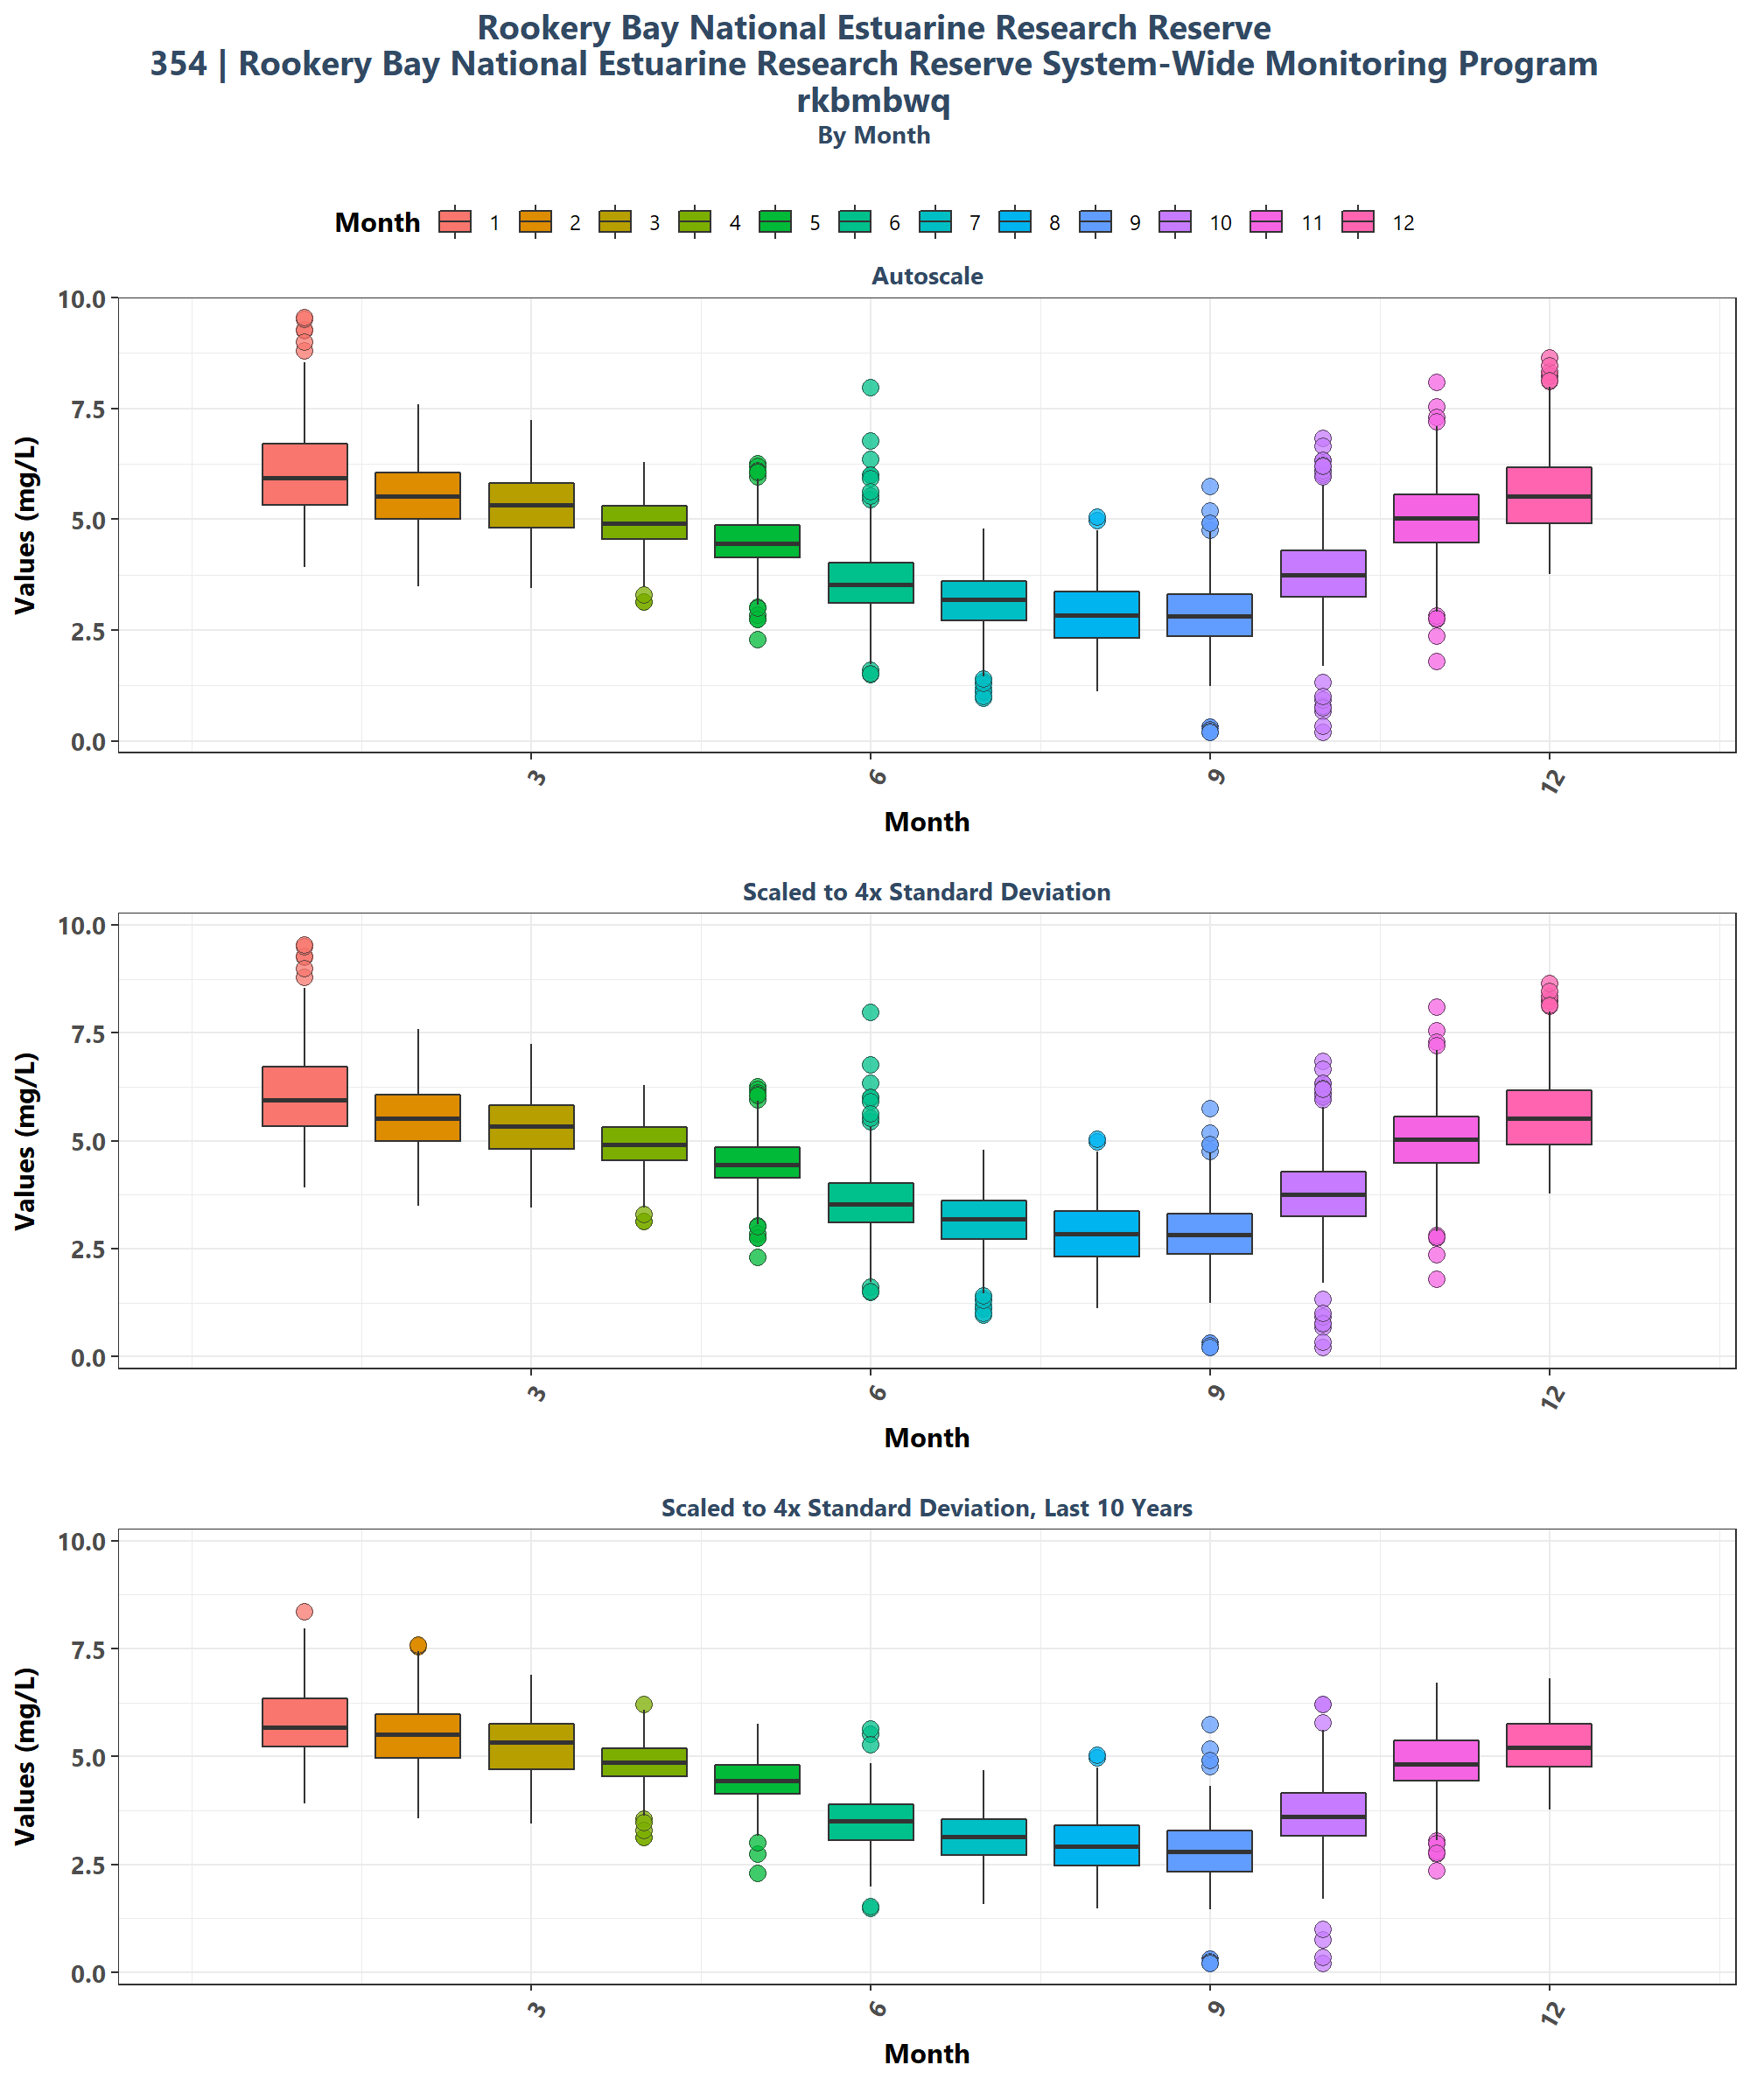 Rookery Bay National Estuarine Research Reserve
354 | Rookery Bay National Estuarine Research Reserve System-Wide Monitoring Program
rkbmbwq
By Month
Month 1 2 3 4 5 6 7 8 9 10 11 12
Autoscale
Values (mg/L)
10.0
7.5
5.0
2.5
0.0
3 6 9 12
Month
Scaled to 4x Standard Deviation
Values (mg/L)
10.0
7.5
5.0
2.5
0.0
3 6 9 12
Month
Scaled to 4x Standard Deviation, Last 10 Years
Values (mg/L)
10.0
7.5
5.0
2.5
0.0
3 6 9 12
Month